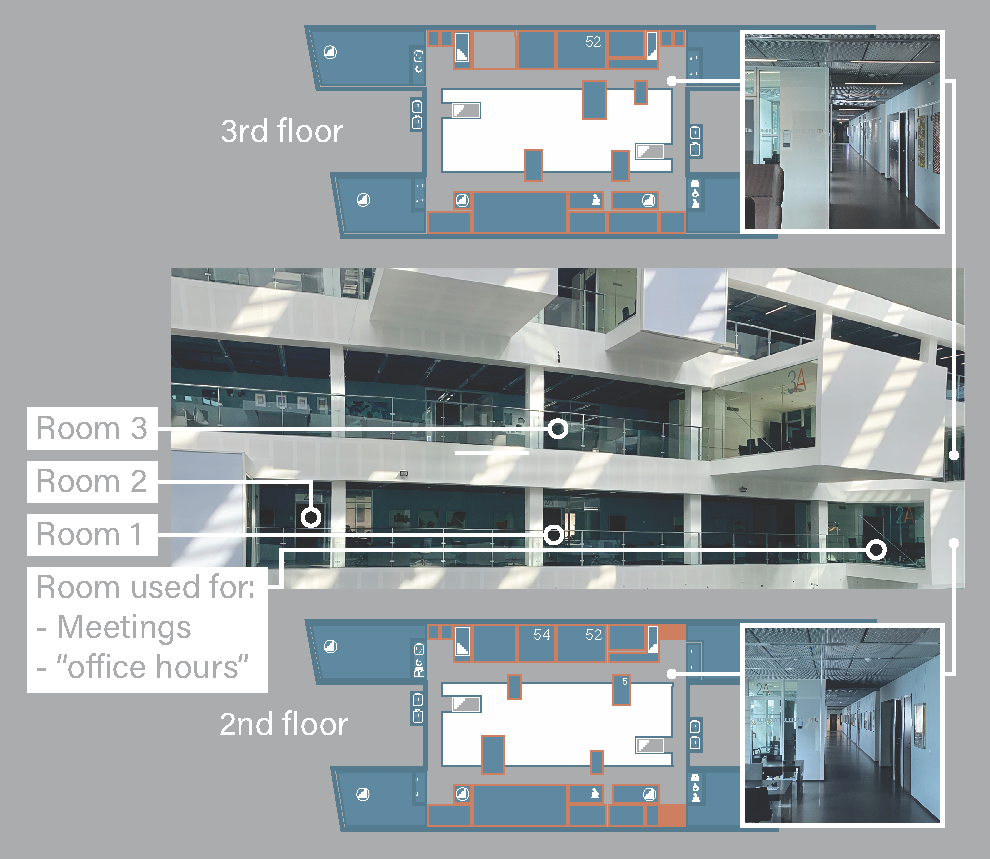 52
3rd floor
3A
Room 3
Room 2
Room 1
2A
Room used for:
- Meetings
- “office hours”
54 52
5
2nd floor
2A